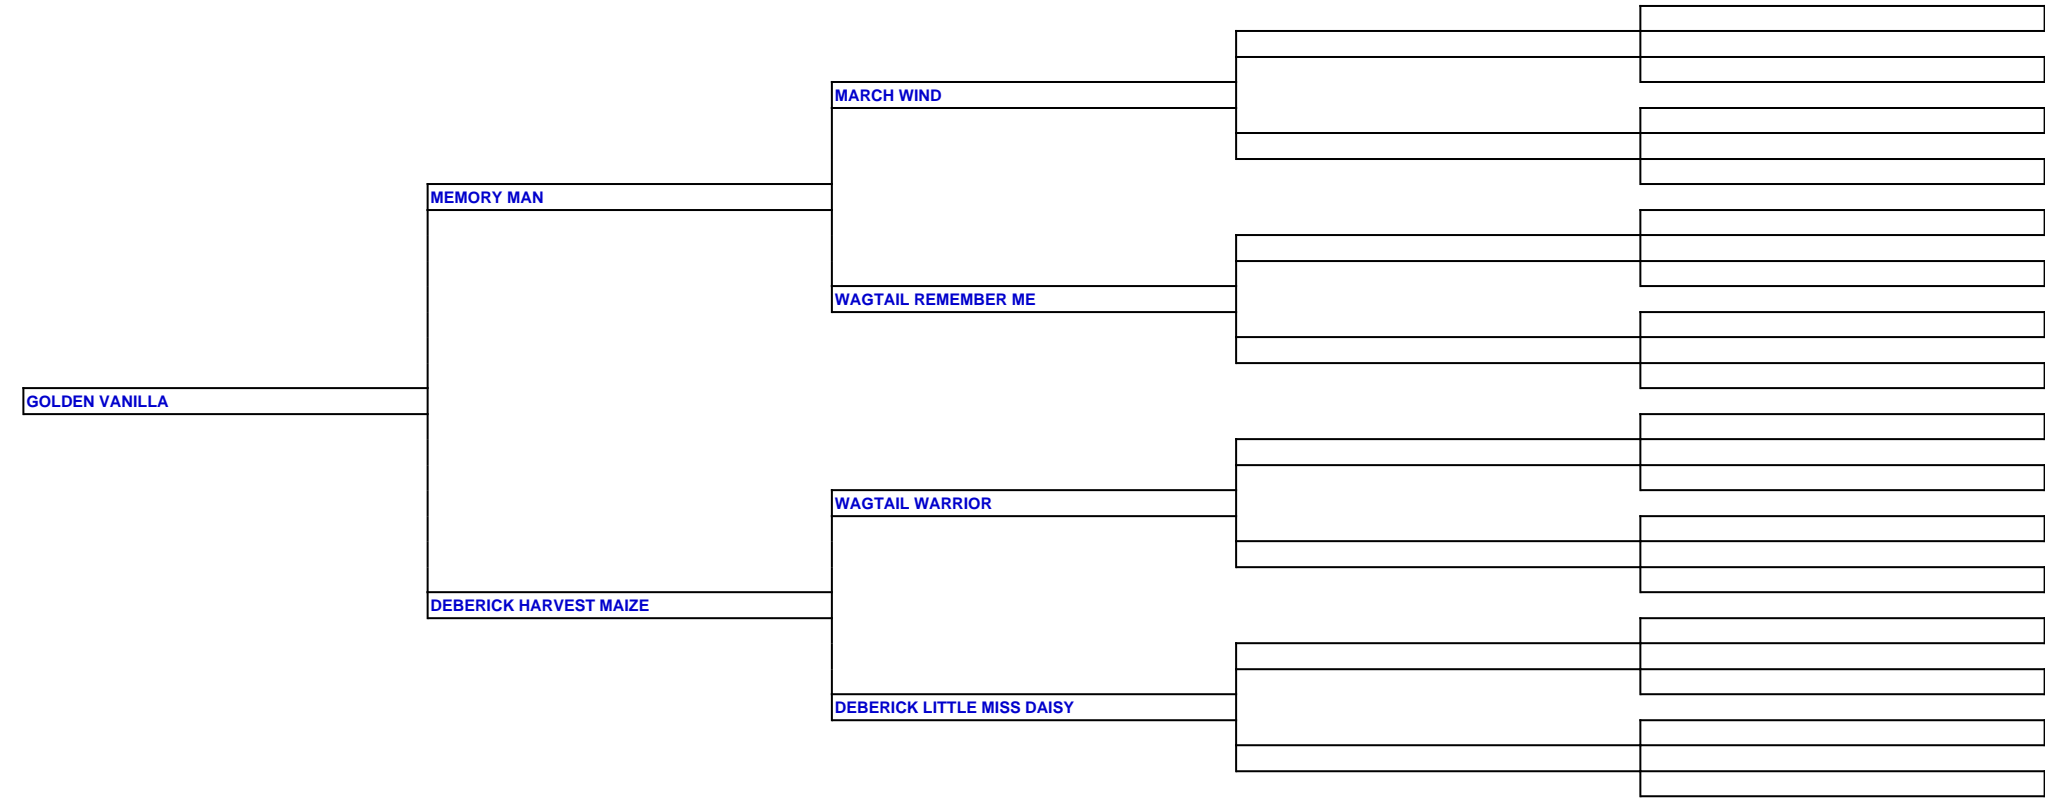 MARCH WIND
MEMORY MAN
WAGTAIL REMEMBER ME
GOLDEN VANILLA
WAGTAIL WARRIOR
DEBERICK HARVEST MAIZE
DEBERICK LITTLE MISS DAISY